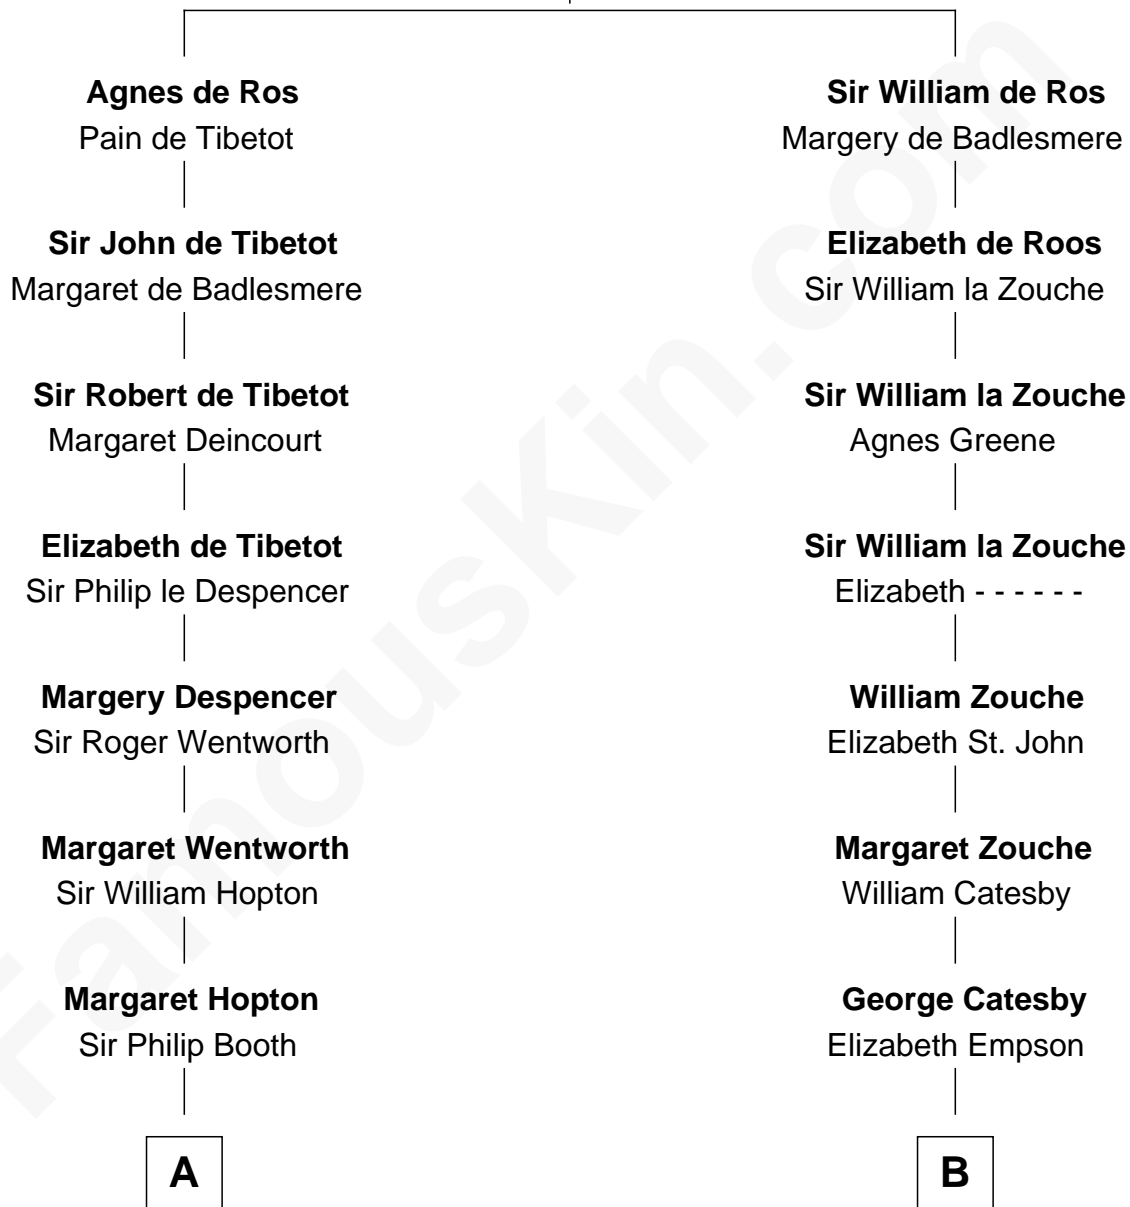 Agnes de Ros
Pain de Tibetot
Sir John de Tibetot
Margaret de Badlesmere
Sir Robert de Tibetot
Margaret Deincourt
Elizabeth de Tibetot
Sir Philip le Despencer
Margery Despencer
Sir Roger Wentworth
Margaret Wentworth
Sir William Hopton
Margaret Hopton
Sir Philip Booth
A
Sir William de Ros
Margery de Badlesmere
Elizabeth de Roos
Sir William la Zouche
Sir William la Zouche
Agnes Greene
Sir William la Zouche
Elizabeth - - - - - -
William Zouche
Elizabeth St. John
Margaret Zouche
William Catesby
George Catesby
Elizabeth Empson
B
FamousKin.com